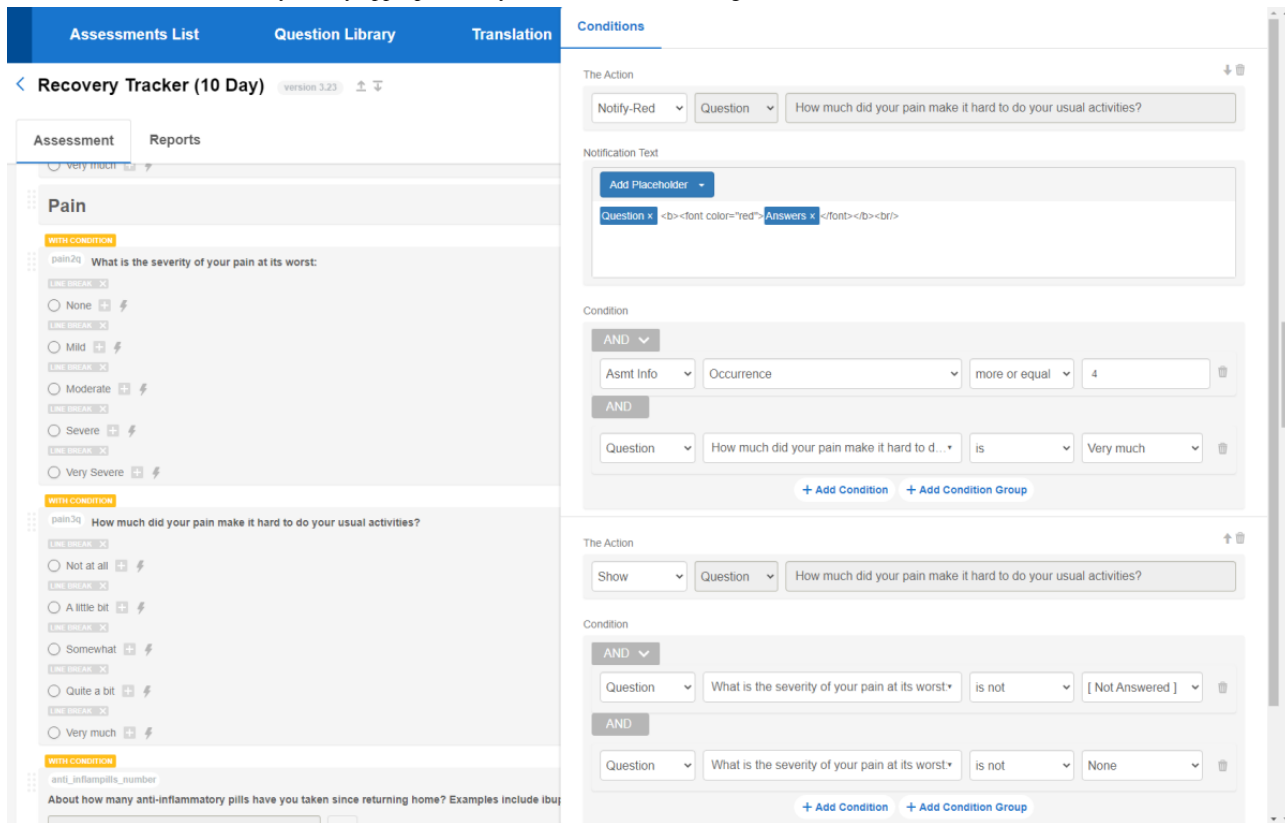 Assessments List Question Library Translation
Recovery Tracker (10 Day) version 3.23
Assessment Reports
Very much
Pain
WITH CONDITION
pain2q What is the severity of your pain at its worst:
LINE BREAK X
None
LINE BREAK X
Mild
LINE BREAK X
Moderate
LINE BREAK X
Severe
LINE BREAK X
Very Severe
WITH CONDITION
pain3q How much did your pain make it hard to do your usual activities?
LINE BREAK X
Not at all
LINE BREAK X
A little bit
LINE BREAK X
Somewhat
LINE BREAK X
Quite a bit
LINE BREAK X
Very much
WITH CONDITION
anti_inflampills_number
About how many anti-inflammatory pills have you taken since returning home? Examples include
Conditions
The Action
Notify-Red Question How much did your pain make it hard to do your usual activities?
Notification Text
Add Placeholder
Question x <b><font color="red"> Answers x </font></b><br/>
Condition
AND
Asmt Info Occurrence more or equal 4
AND
Question How much did your pain make it hard to d... is Very much
+ Add Condition + Add Condition Group
The Action
Show Question How much did your pain make it hard to do your usual activities?
Condition
AND
Question What is the severity of your pain at its worst: is not [ Not Answered ]
AND
Question What is the severity of your pain at its worst: is not None
+ Add Condition + Add Condition Group